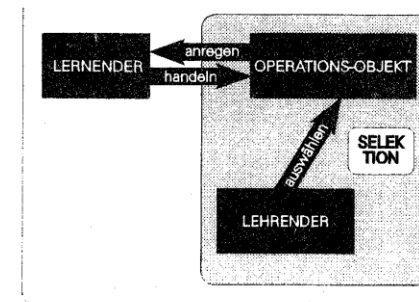 anregen
LERNENDER
OPERATIONS-OBJEKT
handeln
SELEK
TION
auswählen
LEHRENDER